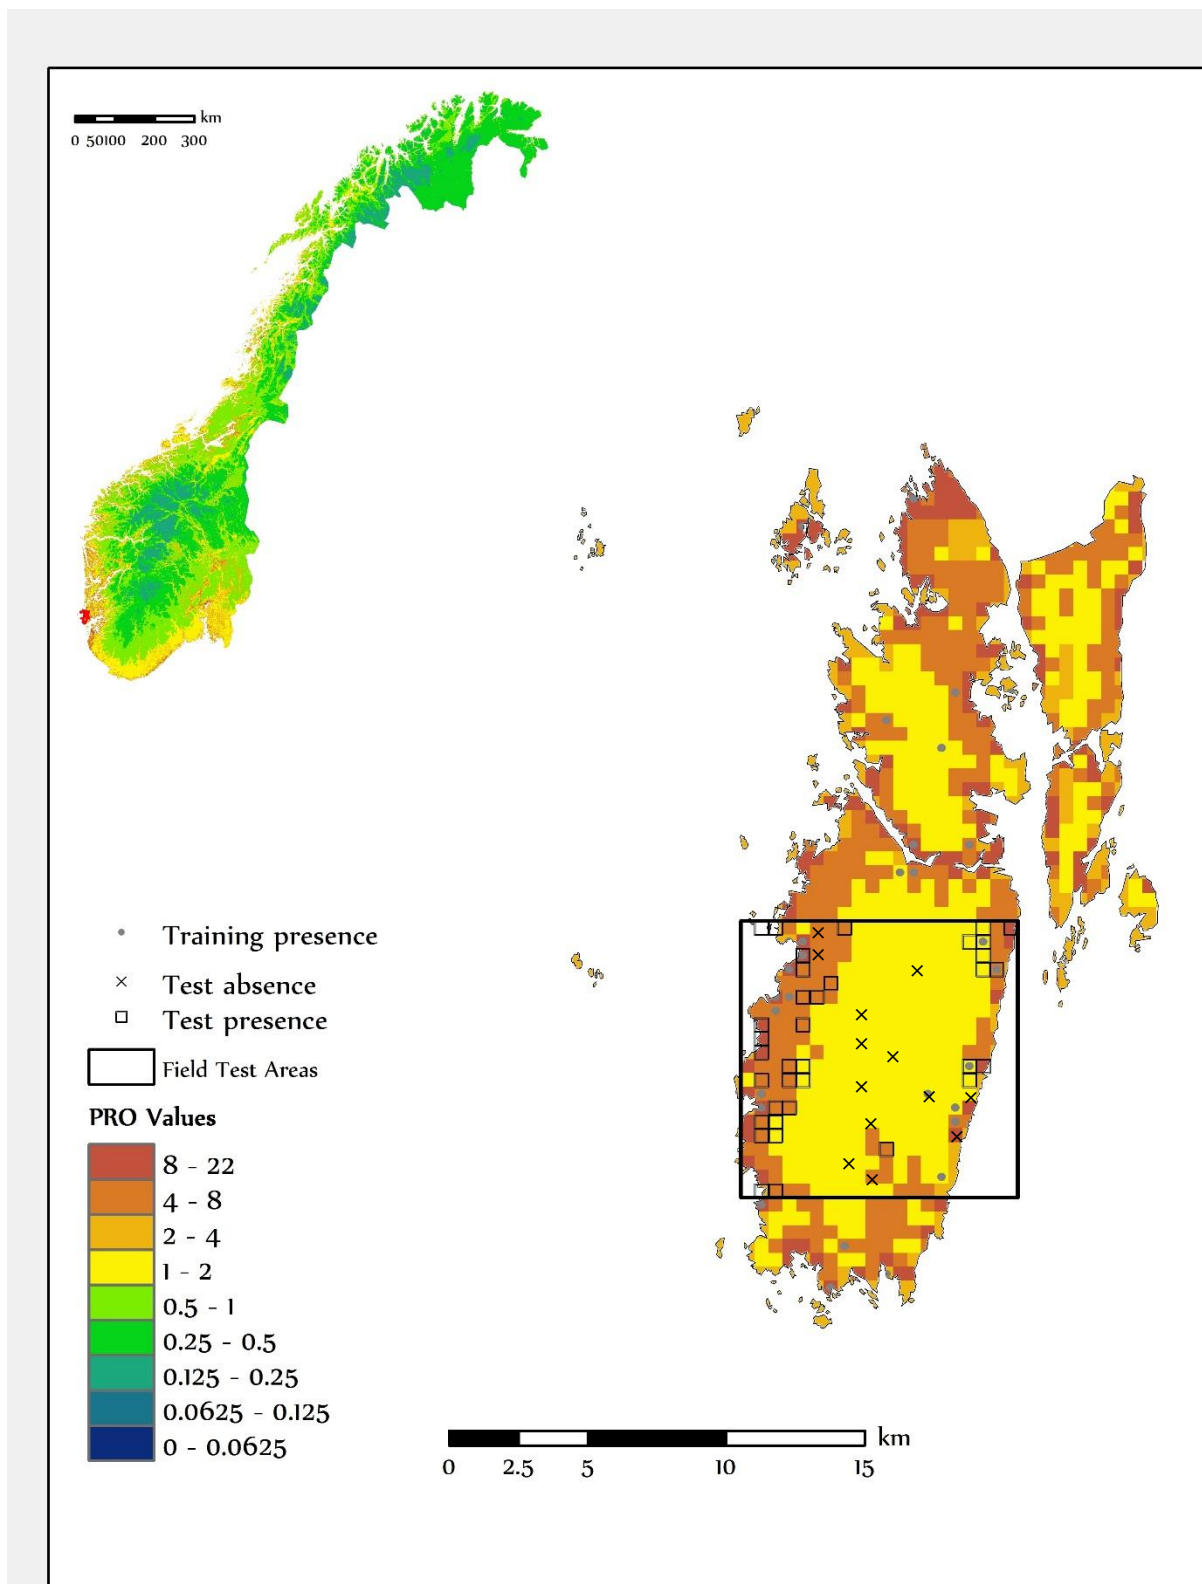 km
0 50100 200 300
Training presence
Test absence
Test presence
Field Test Areas
PRO Values
8 - 22
4 - 8
2 - 4
1 - 2
0.5 - 1
0.25 - 0.5
0.125 - 0.25
0.0625 - 0.125
0 - 0.0625
km
0 2.5 5 10 15